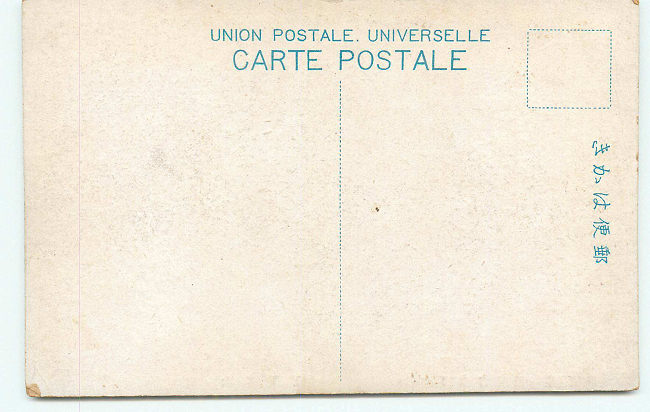 UNION POSTALE. UNIVERSELLE
CARTE POSTALE
郵便はかき